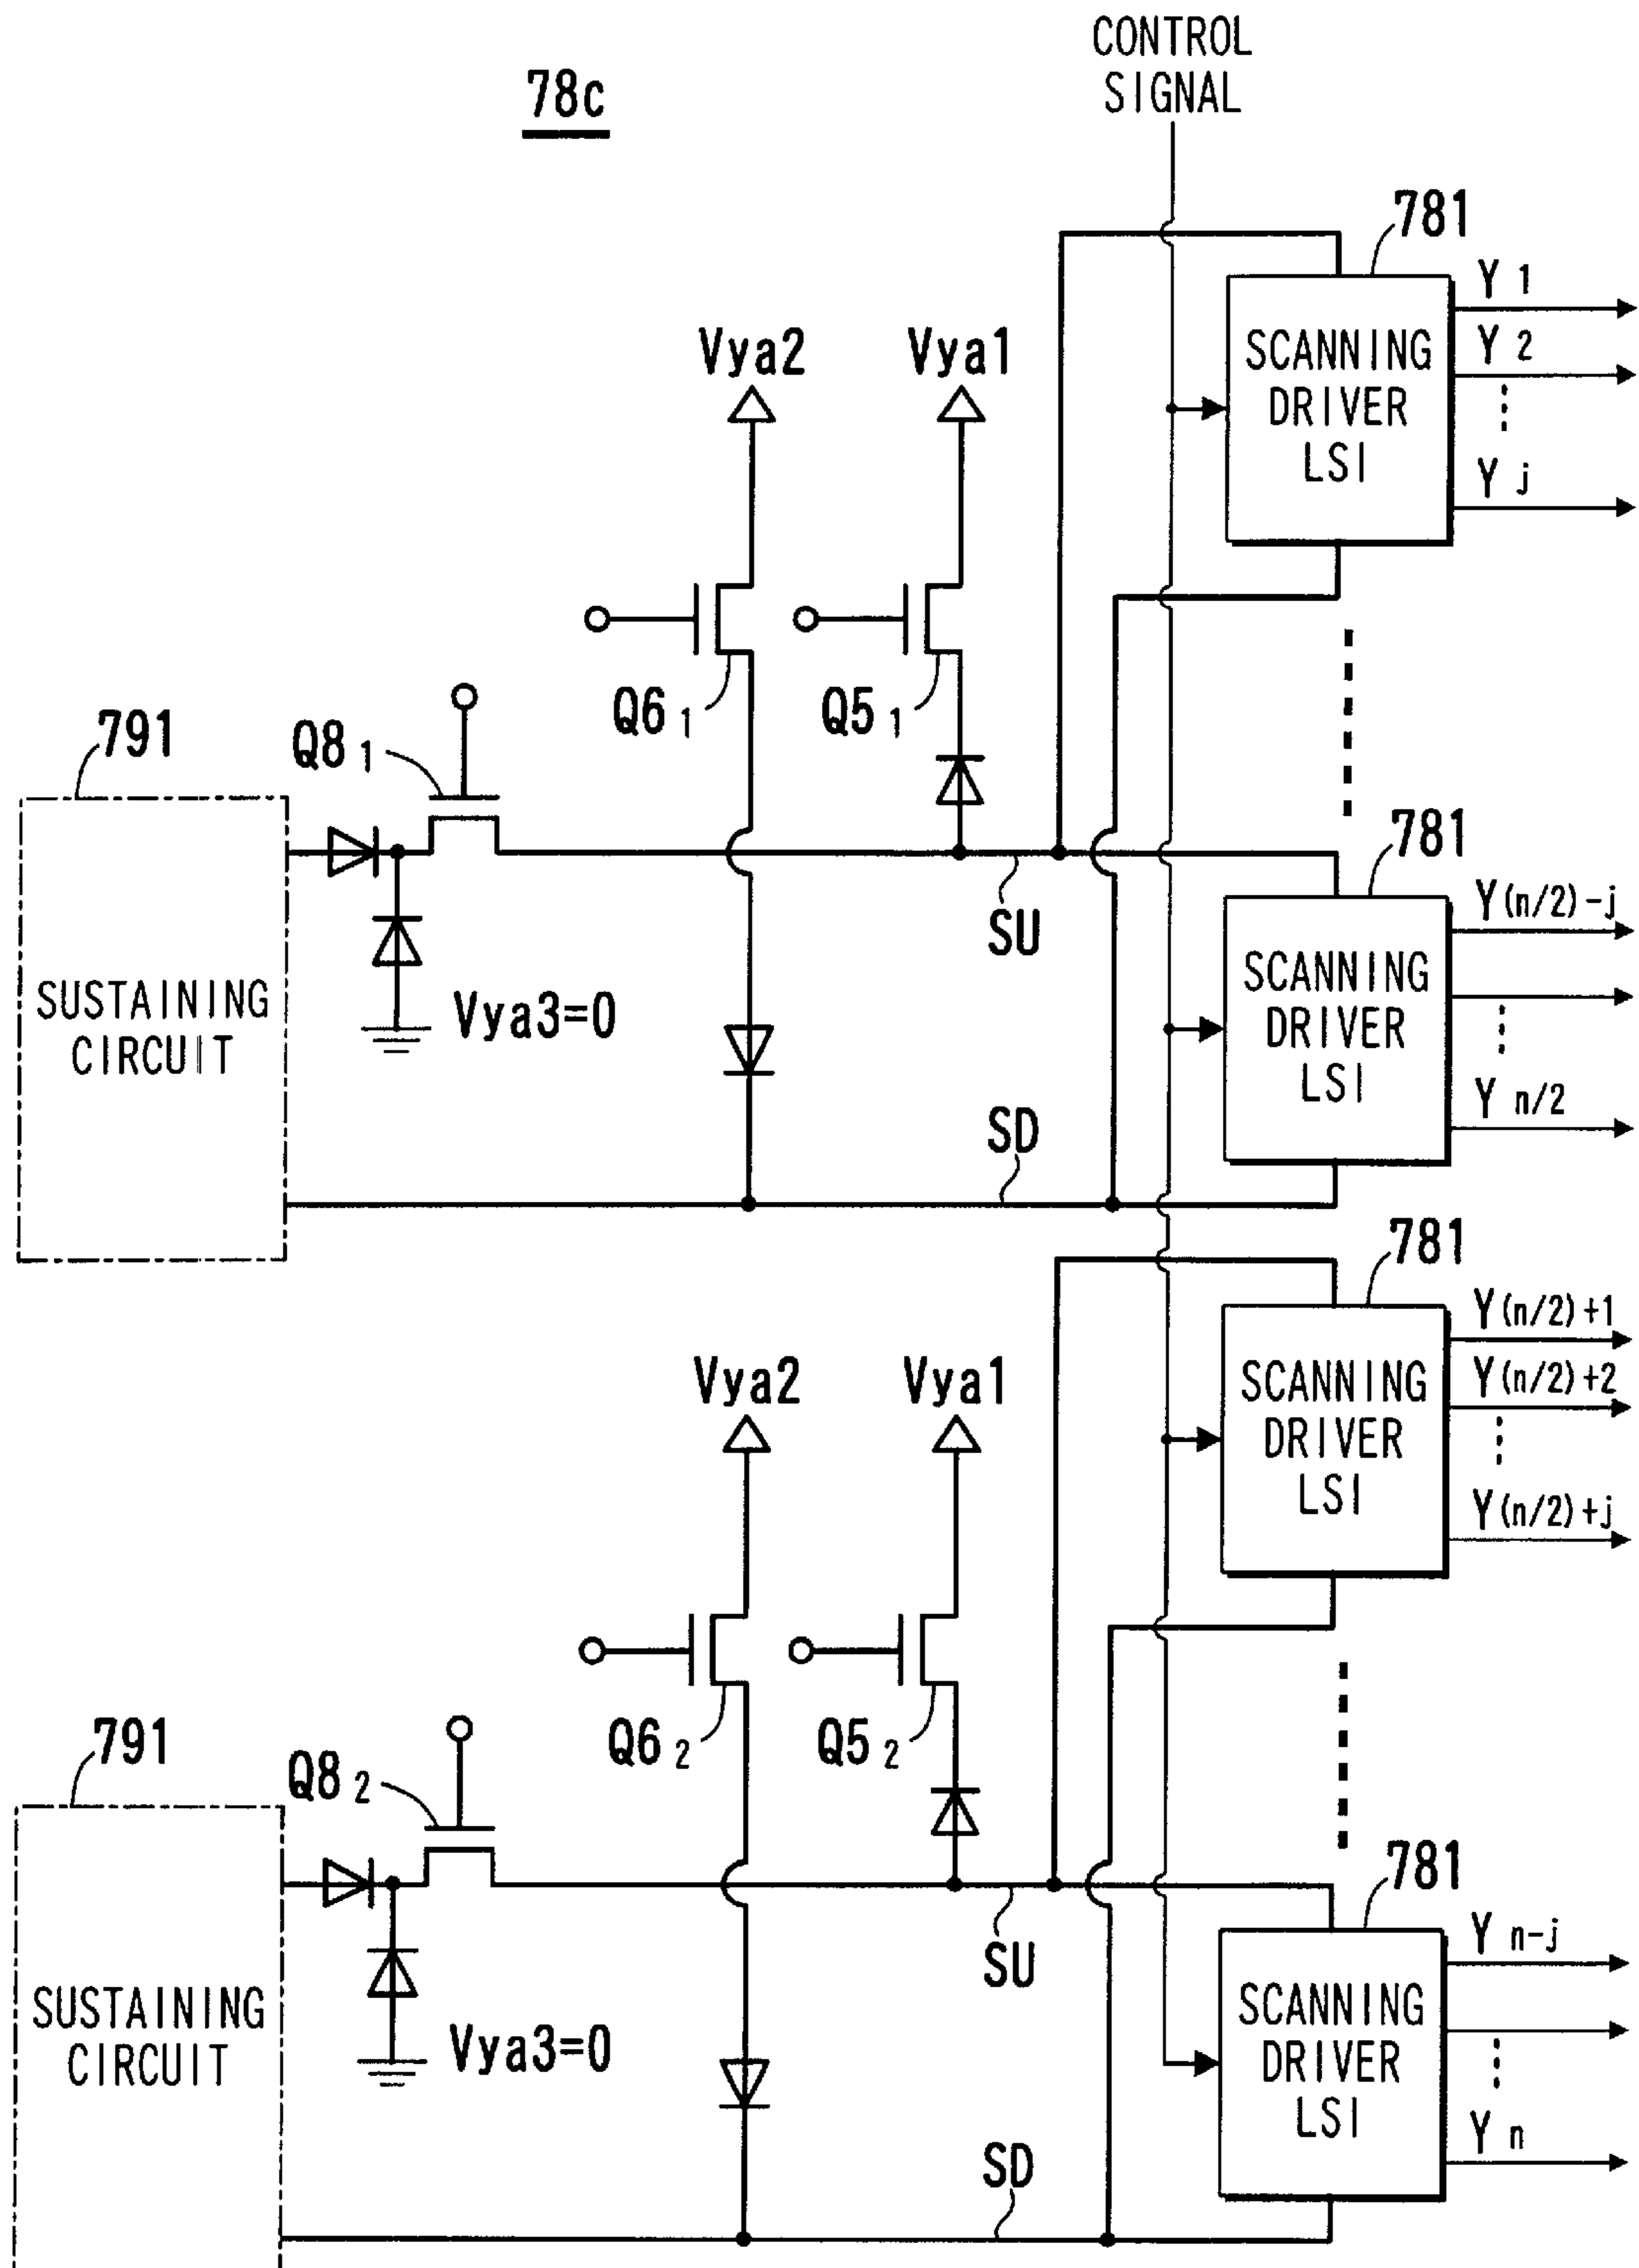 CONTROL
SIGNAL
78c
781
Y 1
Y 2
Y j
SCANNING
DRIVER
LSI
Vya2
Vya1
Q6 1
Q5 1
791
Q8 1
SU
Vya3=0
SUSTAINING
CIRCUIT
SD
781
Y(n/2)-j
Y n/2
SCANNING
DRIVER
LSI
781
Y(n/2)+1
Y(n/2)+2
Y(n/2)+j
SCANNING
DRIVER
LSI
Vya2
Vya1
Q6 2
Q5 2
791
Q8 2
SU
Vya3=0
SUSTAINING
CIRCUIT
SD
781
Y n-j
Y n
SCANNING
DRIVER
LSI